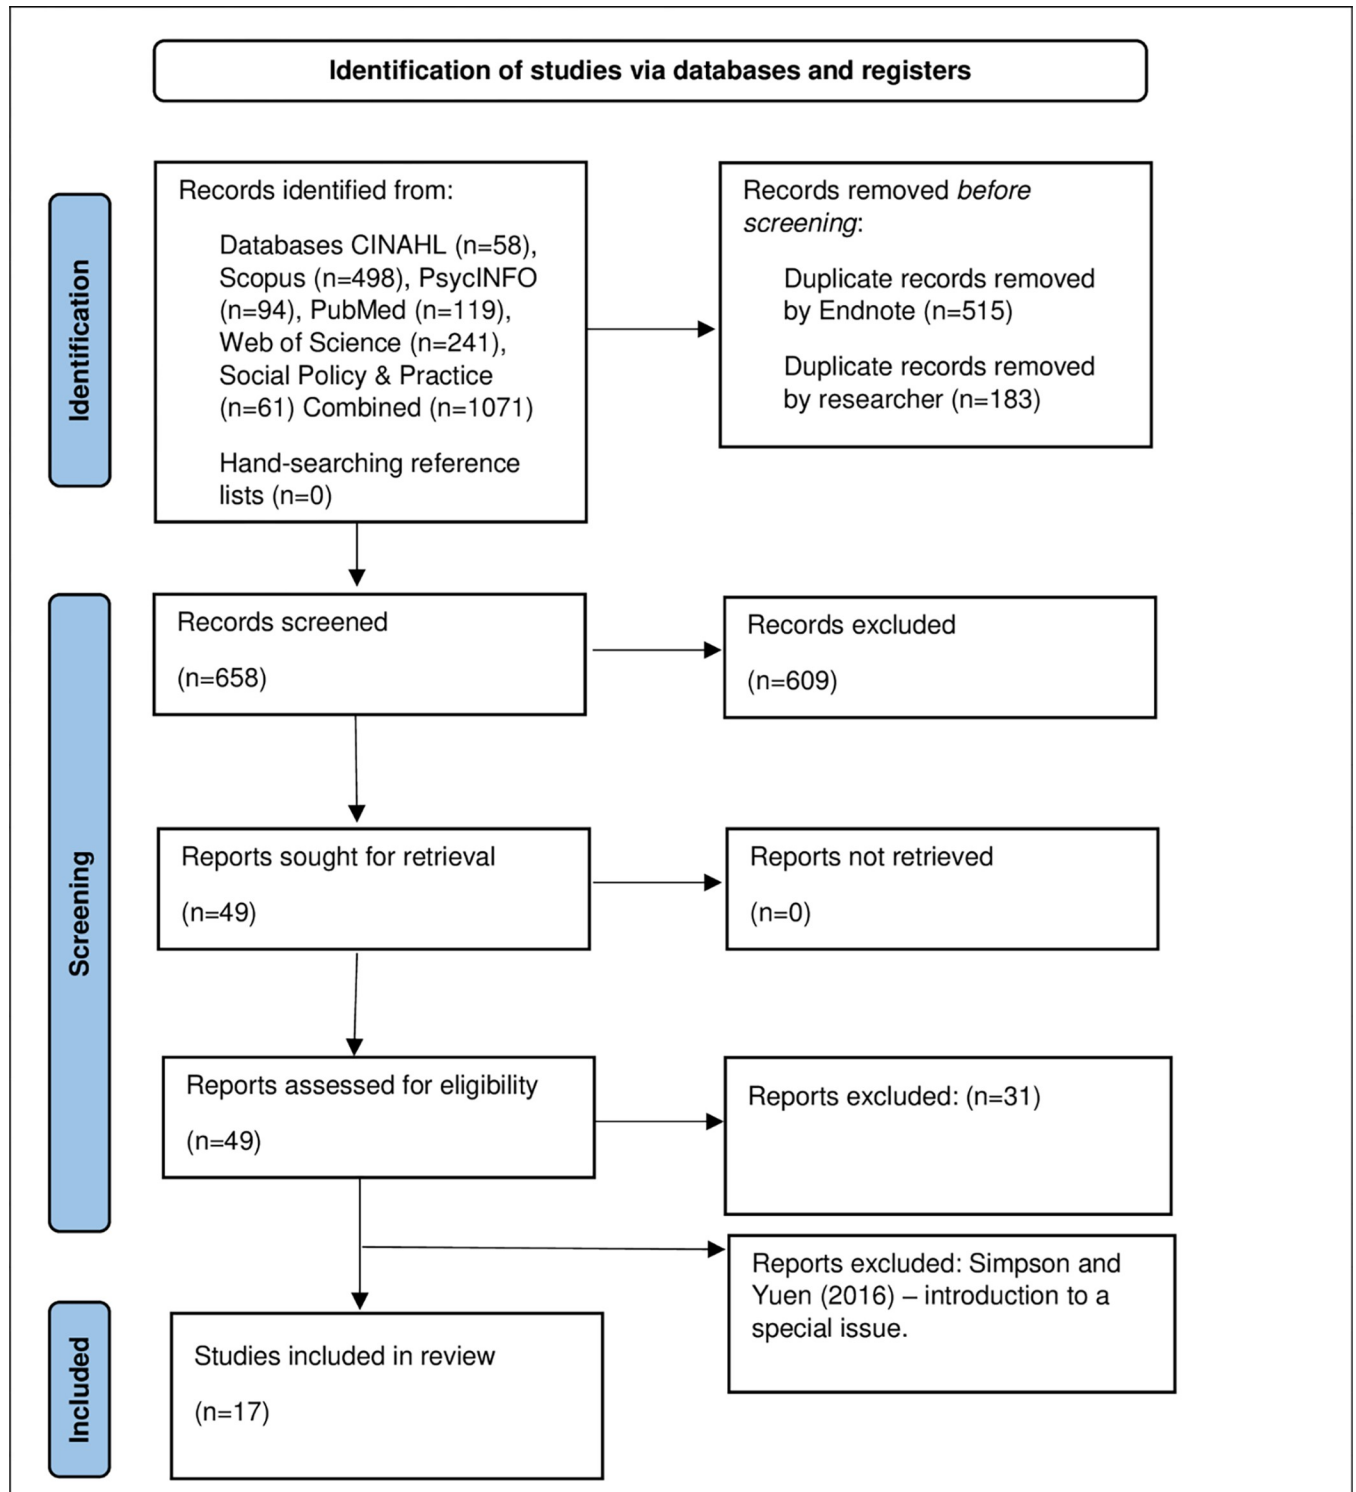 Identification of studies via databases and registers
Identification
Records identified from:
Databases CINAHL (n=58),
Scopus (n=498), PsycINFO
(n=94), PubMed (n=119),
Web of Science (n=241),
Social Policy & Practice
(n=61) Combined (n=1071)
Hand-searching reference
lists (n=0)
Records removed before
screening:
Duplicate records removed
by Endnote (n=515)
Duplicate records removed
by researcher (n=183)
Screening
Records screened
(n=658)
Records excluded
(n=609)
Reports sought for retrieval
(n=49)
Reports not retrieved
(n=0)
Reports assessed for eligibility
(n=49)
Reports excluded: (n=31)
Reports excluded: Simpson and
Yuen (2016) – introduction to a
special issue.
Included
Studies included in review
(n=17)